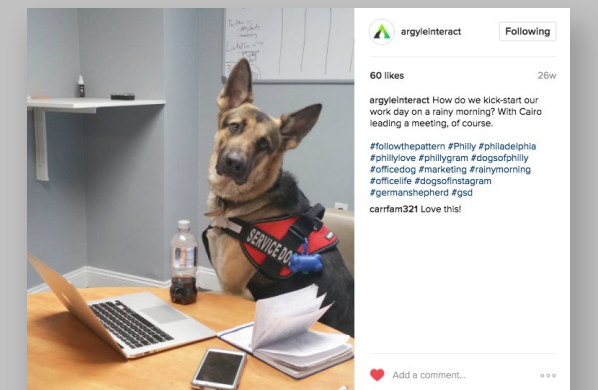 SERVICE DO
argyleinteract
Following
60 likes
26w
argyleinteract How do we kick-start our
work day on a rainy morning? With Cairo
leading a meeting, of course.
#followthepattern #Philly #philadelphia
#phillylove #phillygram #dogsofphilly
#officedog #marketing #rainymorning
#officelife #dogsofinstagram
#germanshepherd #gsd
carrfam321 Love this!
Add a comment...